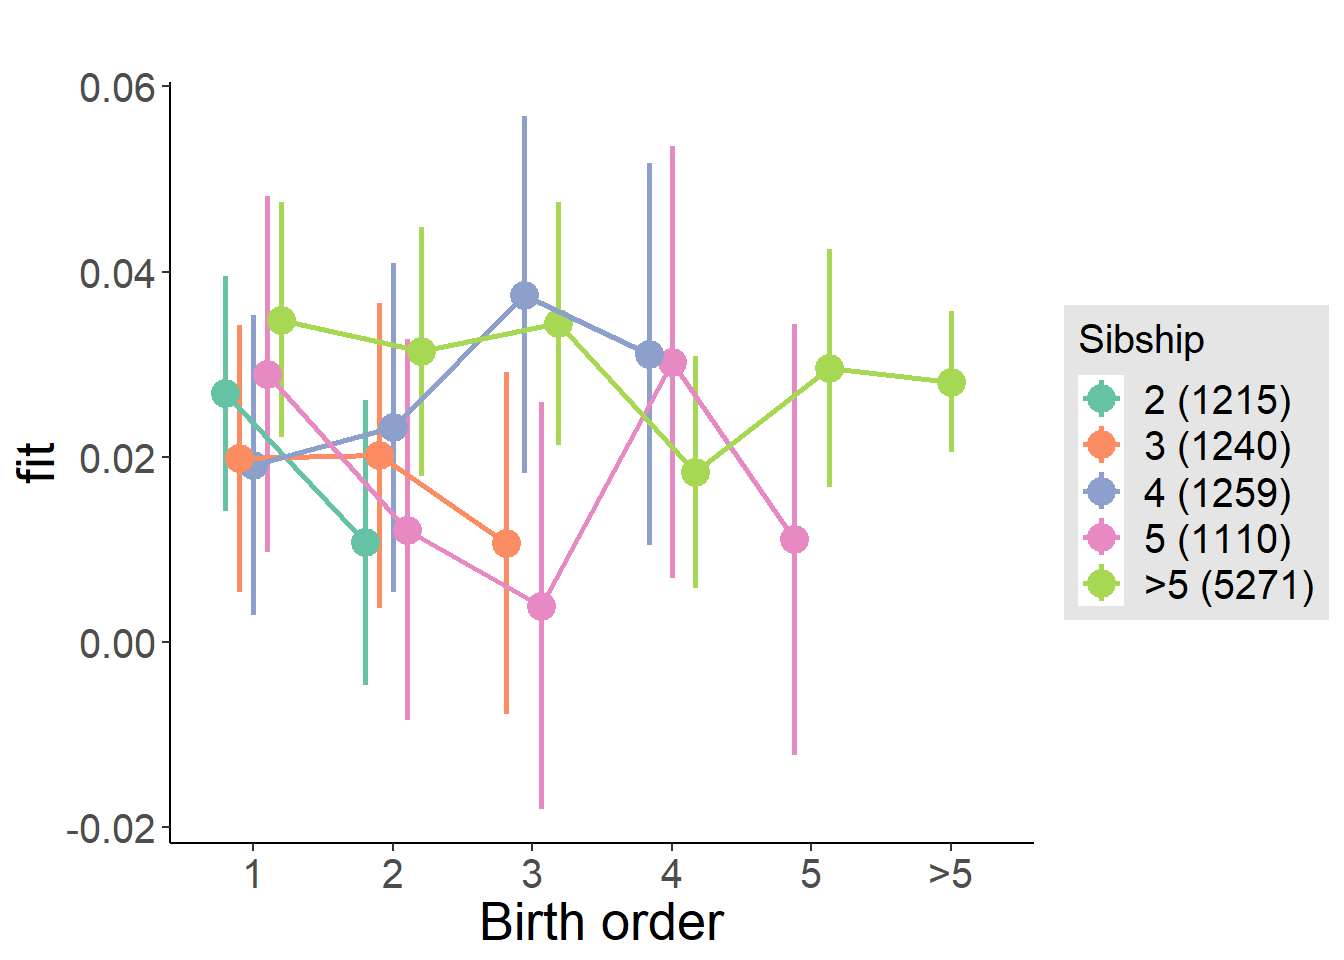 0.06
0.04
0.02
0.00
-0.02
fit
1 2 3 4 5 >5
Birth order
Sibship
2 (1215)
3 (1240)
4 (1259)
5 (1110)
>5 (5271)